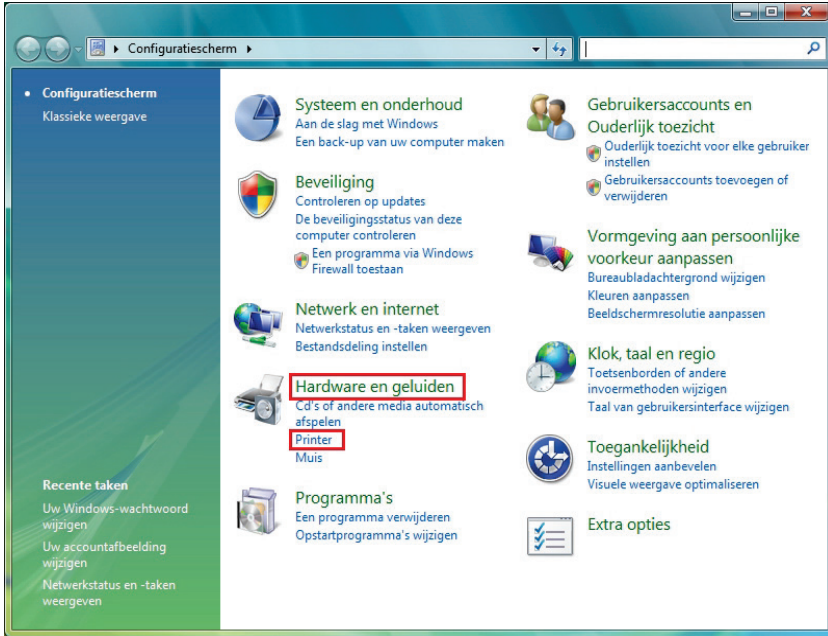 Configuratiescherm
Configuratiescherm
Klassieke weergave
Recente taken
Uw Windows-wachtwoord
wijzigen
Uw accountafbeelding
wijzigen
Netwerkstatus en -taken
weergeven
Systeem en onderhoud
Aan de slag met Windows
Een back-up van uw computer maken
Beveiliging
Controleren op updates
De beveiligingsstatus van deze
computer controleren
Een programma via Windows
Firewall toestaan
Netwerk en internet
Netwerkstatus en -taken weergeven
Bestandsdeling instellen
Hardware en geluiden
Cd's of andere media automatisch
afspelen
Printer
Muis
Programma's
Een programma verwijderen
Opstartprogramma's wijzigen
Gebruikersaccounts en
Ouderlijk toezicht
Ouderlijk toezicht voor elke gebruiker
instellen
Gebruikersaccounts toevoegen of
verwijderen
Vormgeving aan persoonlijke
voorkeur aanpassen
Bureaubladachtergrond wijzigen
Kleuren aanpassen
Beeldschermresolutie aanpassen
Klok, taal en regio
Toetsenborden of andere
invoermethoden wijzigen
Taal van gebruikersinterface wijzigen
Toegankelijkheid
Instellingen aanbevelen
Visuele weergave optimaliseren
Extra opties